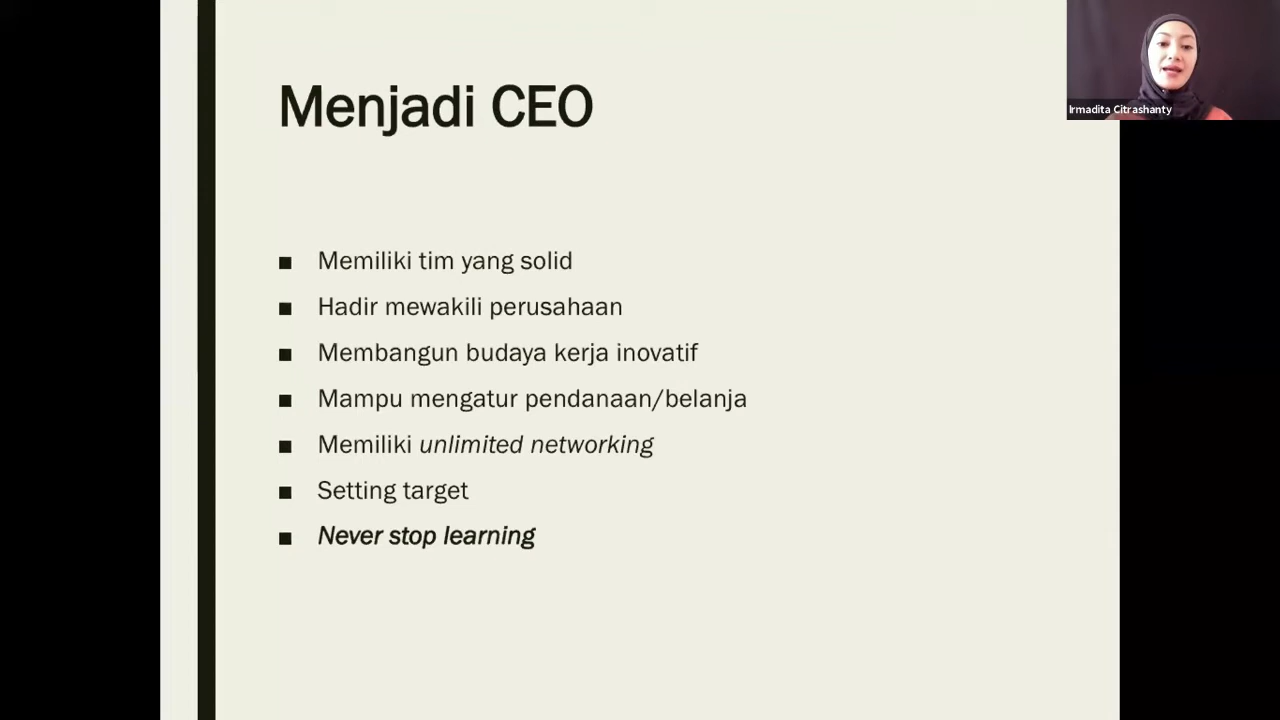 Menjadi CEO
Irmadita Citrashanty
■ Memiliki tim yang solid
■ Hadir mewakili perusahaan
■ Membangun budaya kerja inovatif
■ Mampu mengatur pendanaan/belanja
■ Memiliki unlimited networking
■ Setting target
■ Never stop learning